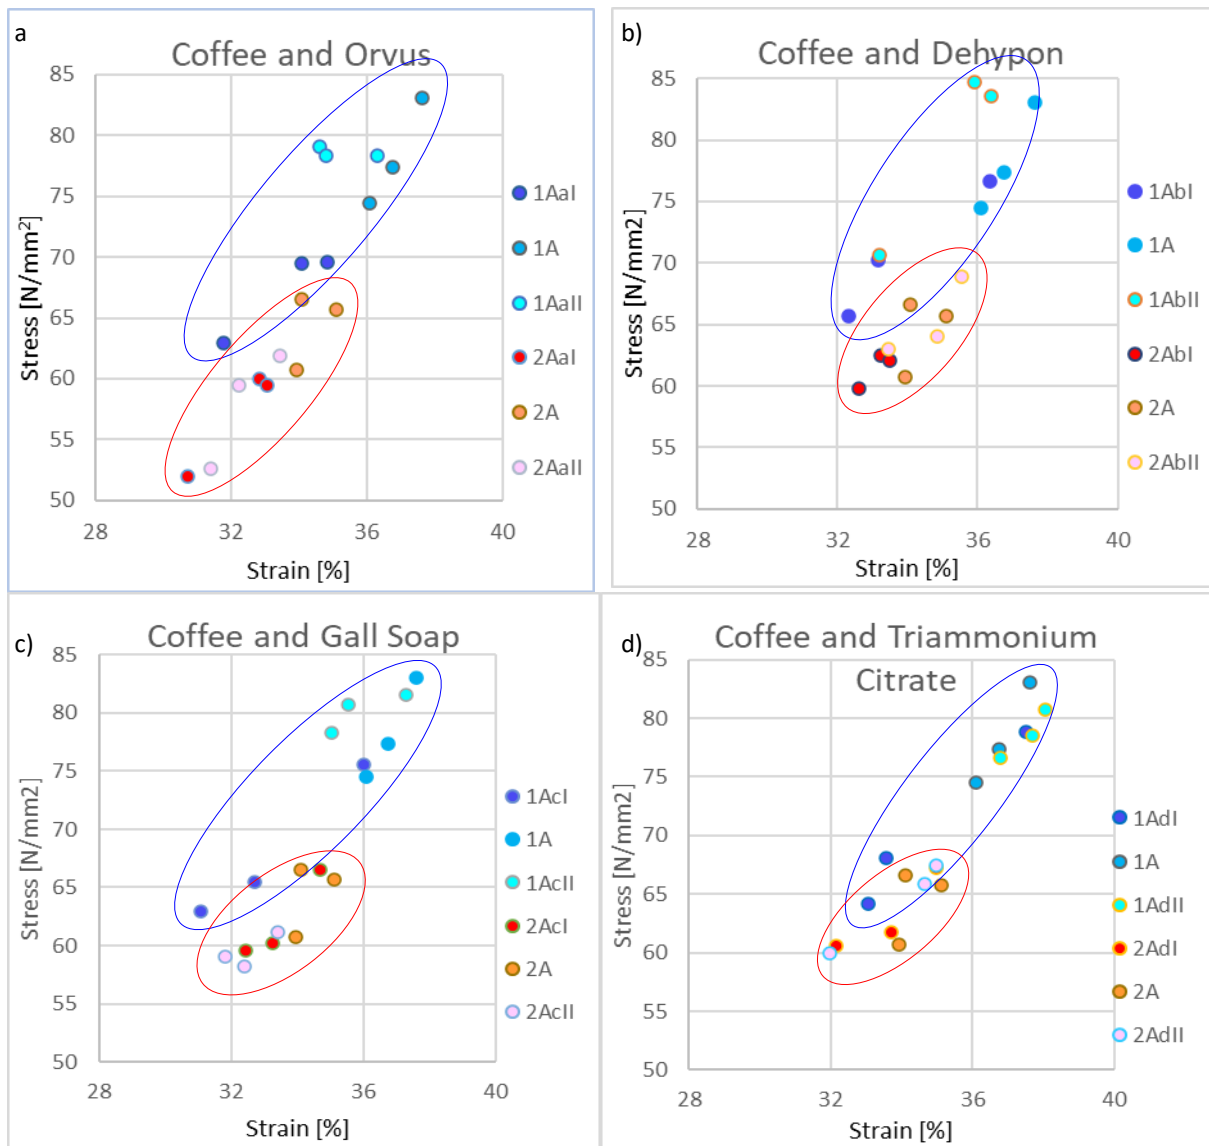 a
Coffee and Orvus
85
80
75
70
65
60
55
50
28
32
36
40
Stress [N/mm²]
Strain [%]
1AaI
1A
1AaII
2AaI
2A
2AaII
b)
Coffee and Dehypon
85
80
75
70
65
60
55
50
28
32
36
40
Stress [N/mm2]
Strain [%]
1AbI
1A
1AbII
2AbI
2A
2AbII
c)
Coffee and Gall Soap
85
80
75
70
65
60
55
50
28
32
36
40
Stress [N/mm2]
Strain [%]
1AcI
1A
1AcII
2AcI
2A
2AcII
d)
Coffee and Triammonium
Citrate
85
80
75
70
65
60
55
50
28
32
36
40
Stress [N/mm2]
Strain [%]
1AdI
1A
1AdII
2AdI
2A
2AdII